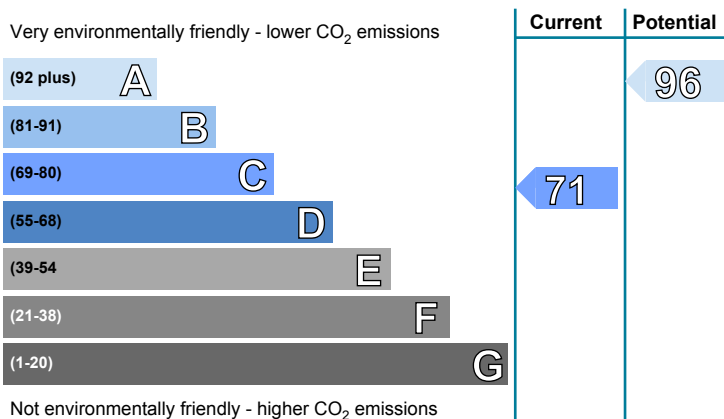 Current Potential
Very environmentally friendly - lower CO2 emissions
(92 plus) A 96
(81-91) B
(69-80) C 71
(55-68) D
(39-54 E
(21-38) F
(1-20) G
Not environmentally friendly - higher CO2 emissions